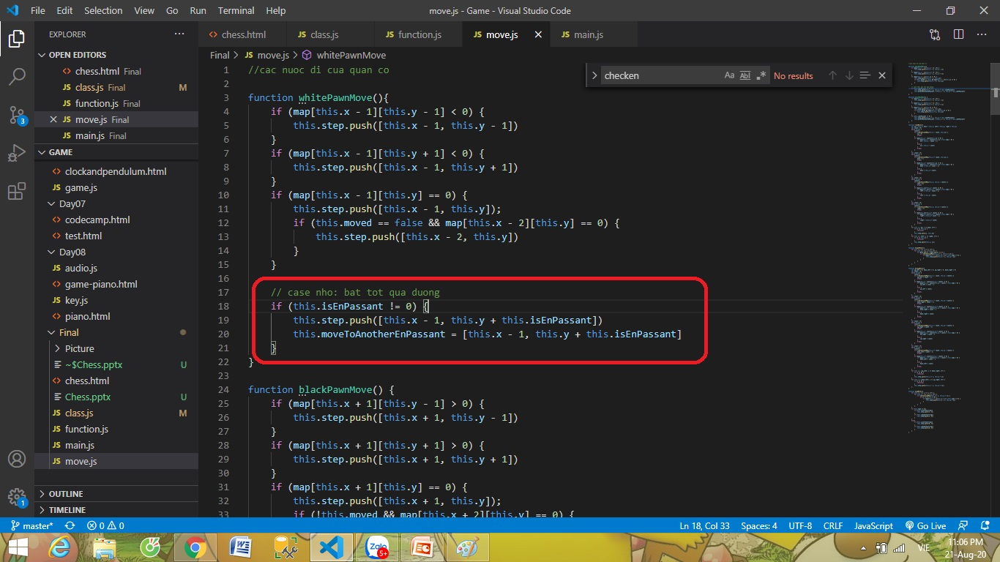 File Edit Selection View Go Run Terminal Help move.js - Game - Visual Studio Code
EXPLORER
OPEN EDITORS
chess.html Final
class.js Final M
function.js Final
move.js Final
main.js Final
GAME
clockandpendulum.html
game.js
Day07
codecamp.html
test.html
Day08
audio.js
game-piano.html
key.js
piano.html
Final
Picture
~$Chess.pptx U
chess.html
Chess.pptx U
class.js M
function.js
main.js
move.js
OUTLINE
TIMELINE
3
1
chess.html JS class.js JS function.js JS move.js JS main.js
Final > JS move.js > whitePawnMove
checken Aa Abl .* No results
1 //cac nuoc di cua quan co
2
3 function whitePawnMove(){
4 if (map[this.x - 1][this.y - 1] < 0) {
5 this.step.push([this.x - 1, this.y - 1])
6 }
7 if (map[this.x - 1][this.y + 1] < 0) {
8 this.step.push([this.x - 1, this.y + 1])
9 }
10 if (map[this.x - 1][this.y] == 0) {
11 this.step.push([this.x - 1, this.y]);
12 if (this.moved == false && map[this.x - 2][this.y] == 0) {
13 this.step.push([this.x - 2, this.y])
14 }
15 }
16
17 // case nho: bat tot qua duong
18 if (this.isEnPassant != 0) {
19 this.step.push([this.x - 1, this.y + this.isEnPassant])
20 this.moveToAnotherEnPassant = [this.x - 1, this.y + this.isEnPassant]
21 }
22 }
23
24 function blackPawnMove() {
25 if (map[this.x + 1][this.y - 1] > 0) {
26 this.step.push([this.x + 1, this.y - 1])
27 }
28 if (map[this.x + 1][this.y + 1] > 0) {
29 this.step.push([this.x + 1, this.y + 1])
30 }
31 if (map[this.x + 1][this.y] == 0) {
32 this.step.push([this.x + 1, this.y]);
33 if (!this.moved && map[this.x + 2][this.y] == 0) {
master* 0 0 Ln 18, Col 33 Spaces: 4 UTF-8 CRLF JavaScript Go Live
Zalo 5+
VIE
11:06 PM
21-Aug-20